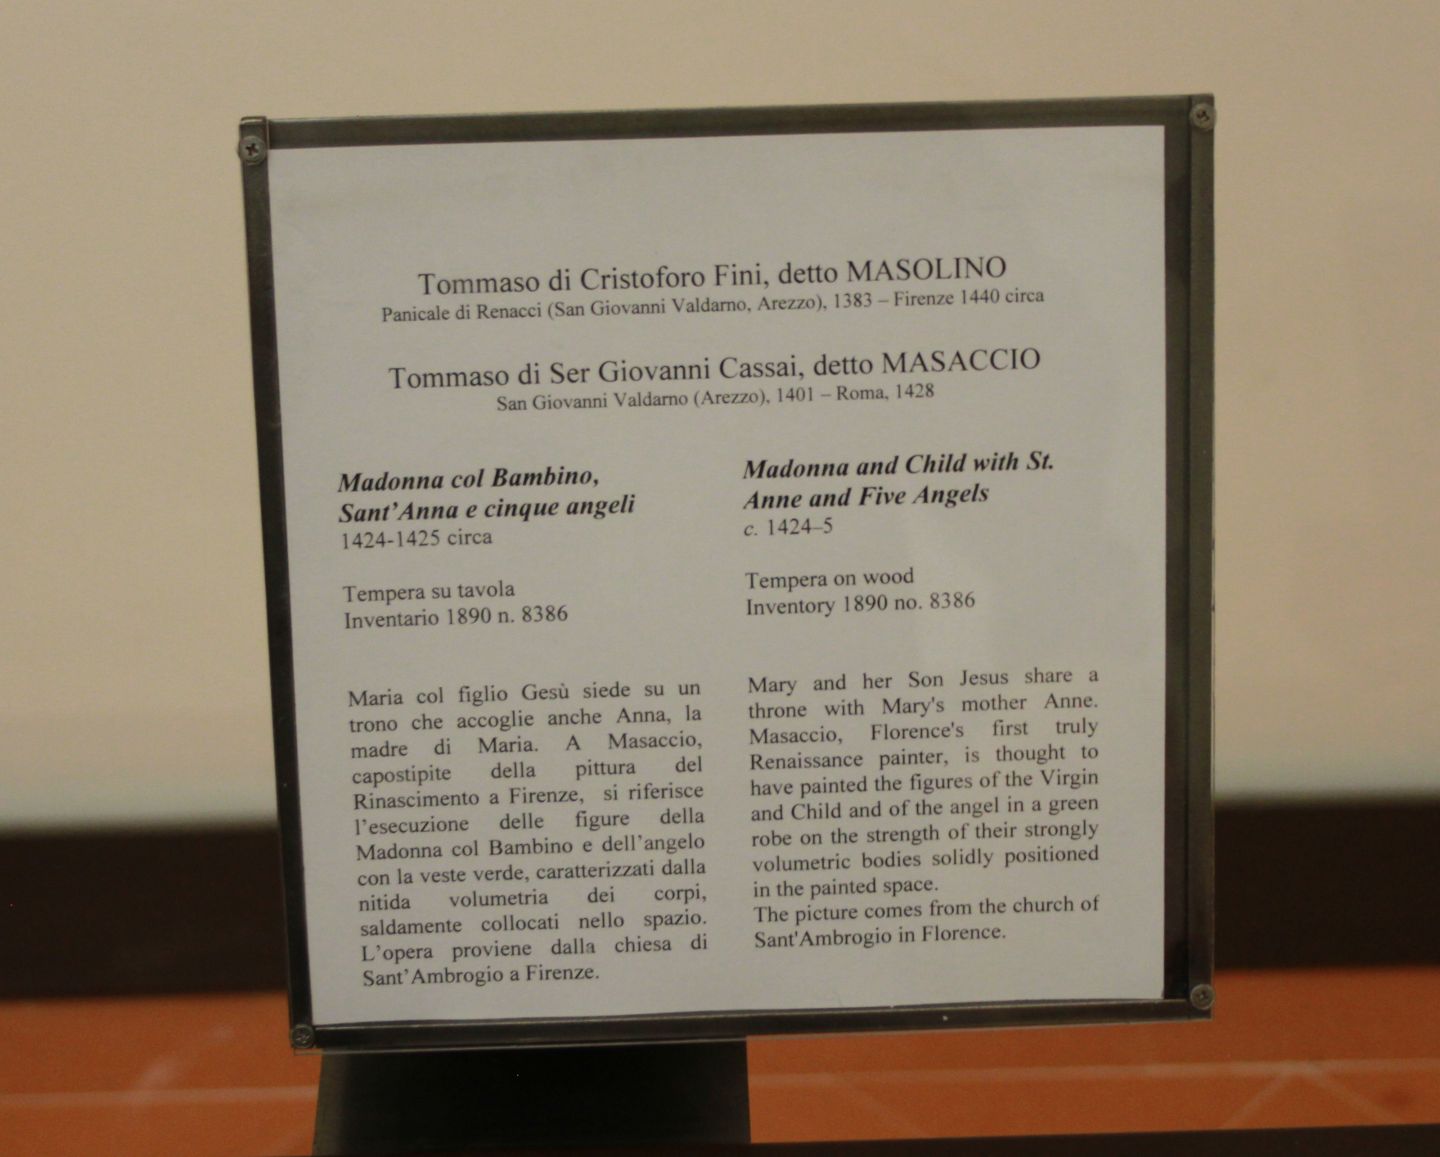 Tommaso di Cristoforo Fini, detto MASOLINO
Panicale di Renacci (San Giovanni Valdarno, Arezzo), 1383 – Firenze 1440 circa
Tommaso di Ser Giovanni Cassai, detto MASACCIO
San Giovanni Valdarno (Arezzo), 1401 – Roma, 1428
Madonna col Bambino,
Sant'Anna e cinque angeli
1424-1425 circa
Tempera su tavola
Inventario 1890 n. 8386
Maria col figlio Gesù siede su un
trono che accoglie anche Anna, la
madre di Maria. A Masaccio,
capostipite della pittura del
Rinascimento a Firenze, si riferisce
l'esecuzione delle figure della
Madonna col Bambino e dell'angelo
con la veste verde, caratterizzati dalla
nitida volumetria dei corpi,
saldamente collocati nello spazio.
L'opera proviene dalla chiesa di
Sant'Ambrogio a Firenze.
Madonna and Child with St.
Anne and Five Angels
c. 1424–5
Tempera on wood
Inventory 1890 no. 8386
Mary and her Son Jesus share a
throne with Mary's mother Anne.
Masaccio, Florence's first truly
Renaissance painter, is thought to
have painted the figures of the Virgin
and Child and of the angel in a green
robe on the strength of their strongly
volumetric bodies solidly positioned
in the painted space.
The picture comes from the church of
Sant'Ambrogio in Florence.